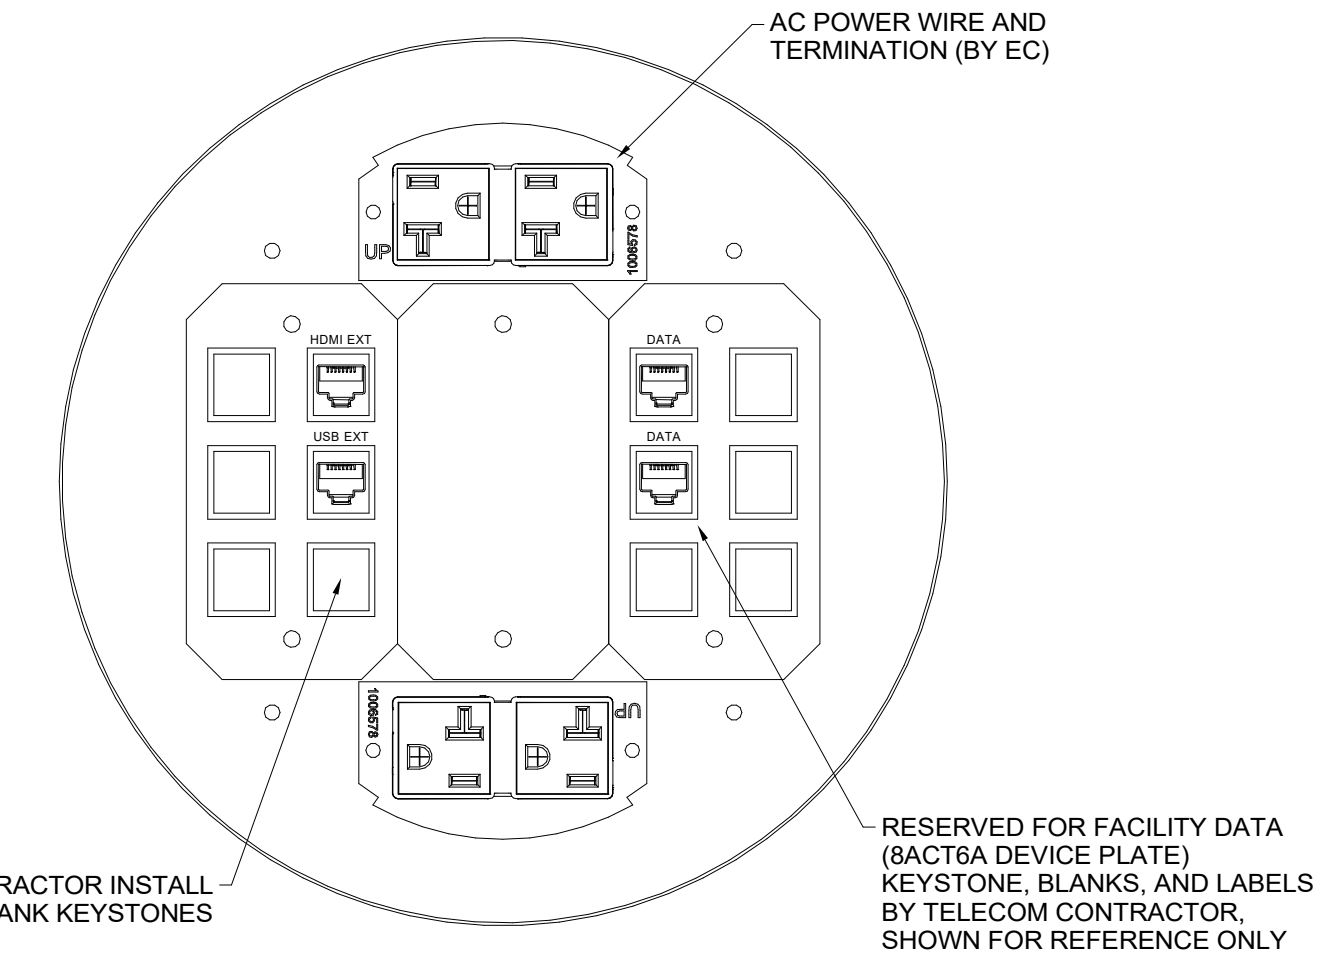 AC POWER WIRE AND
TERMINATION (BY EC)
UP
1006578
HDMI EXT
DATA
USB EXT
DATA
1006578
UP
RACTOR INSTALL
ANK KEYSTONES
RESERVED FOR FACILITY DATA
(8ACT6A DEVICE PLATE)
KEYSTONE, BLANKS, AND LABELS
BY TELECOM CONTRACTOR,
SHOWN FOR REFERENCE ONLY